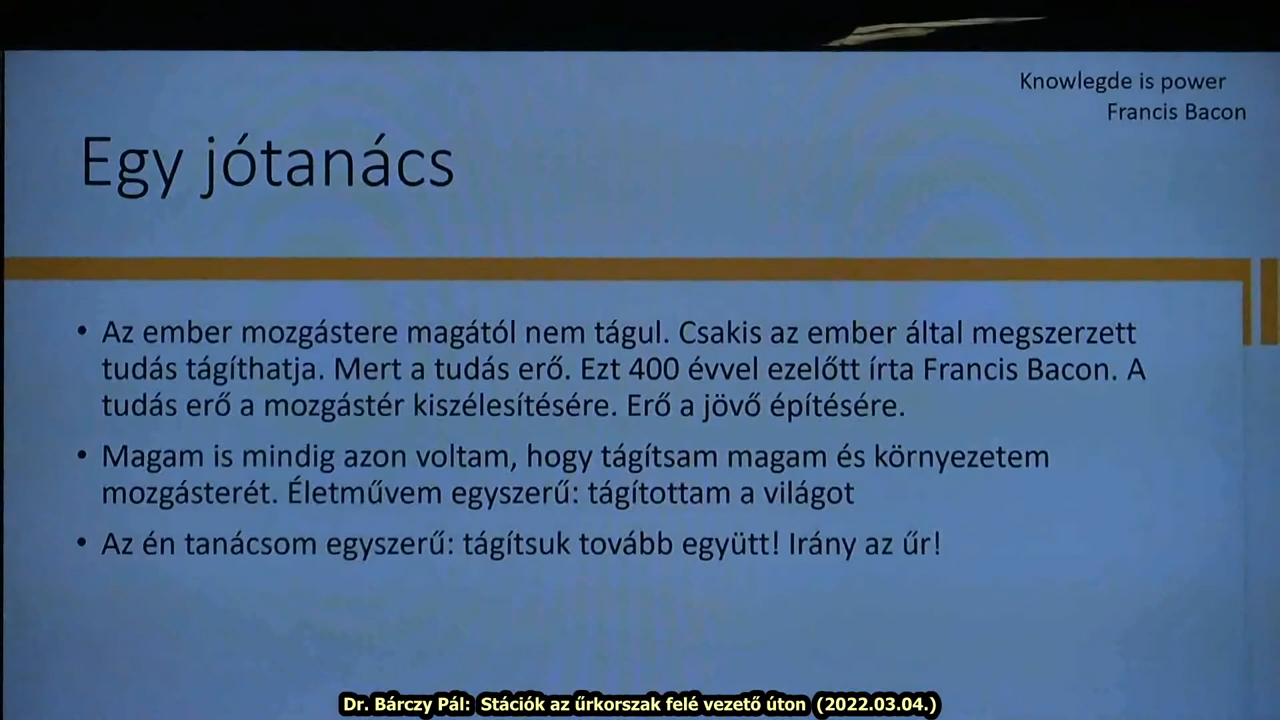 Knowlegde is power
Francis Bacon
Egy jótanács
• Az ember mozgástere magától nem tágul. Csakis az ember által megszerzett
tudás tágíthatja. Mert a tudás erő. Ezt 400 évvel ezelőtt írta Francis Bacon. A
tudás erő a mozgástér kiszélesítésére. Erő a jövő építésére.
• Magam is mindig azon voltam, hogy tágítsam magam és környezetem
mozgásterét. Életművem egyszerű: tágítottam a világot
• Az én tanácsom egyszerű: tágítsuk tovább együtt! Irány az űr!
Dr. Bárczy Pál: Stációk az űrkorszak felé vezető úton (2022.03.04.)